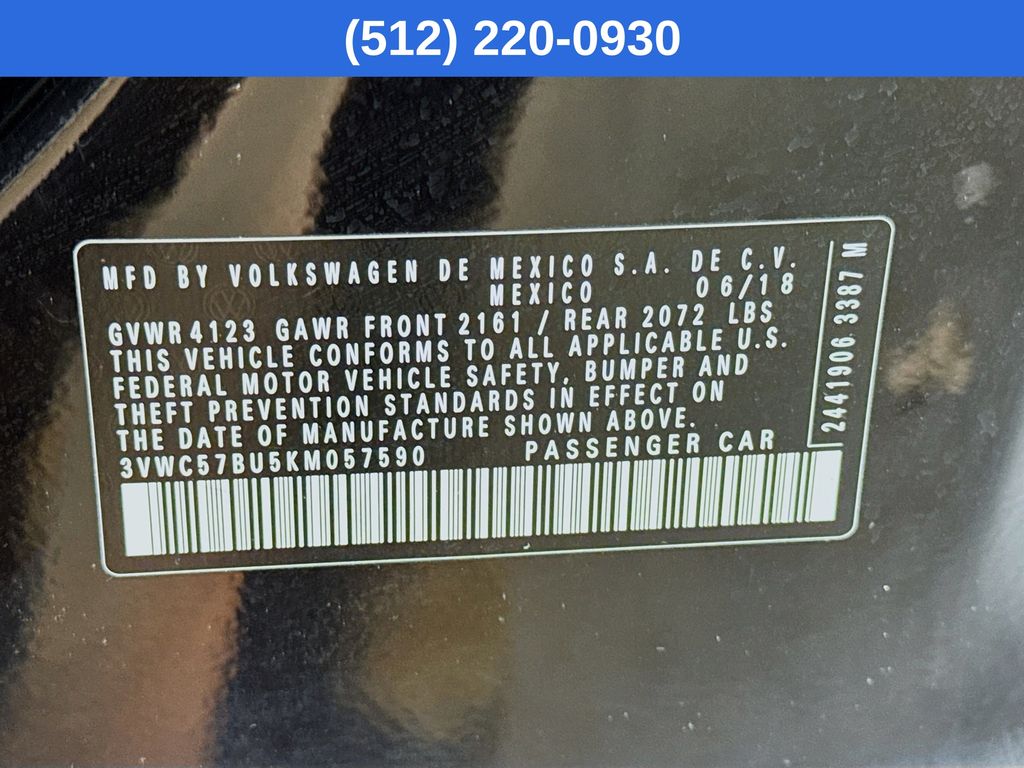 (512) 220-0930
MFD BY VOLKSWAGEN DE MEXICO S.A. DE C.V.
MEXICO 06/18
GVWR 4123 GAWR FRONT 2161 / REAR 2072 LBS
THIS VEHICLE CONFORMS TO ALL APPLICABLE U.S.
FEDERAL MOTOR VEHICLE SAFETY, BUMPER AND
THEFT PREVENTION STANDARDS IN EFFECT ON
THE DATE OF MANUFACTURE SHOWN ABOVE.
3VWC57BU5KM057590 PASSENGER CAR
2441906 3387 M